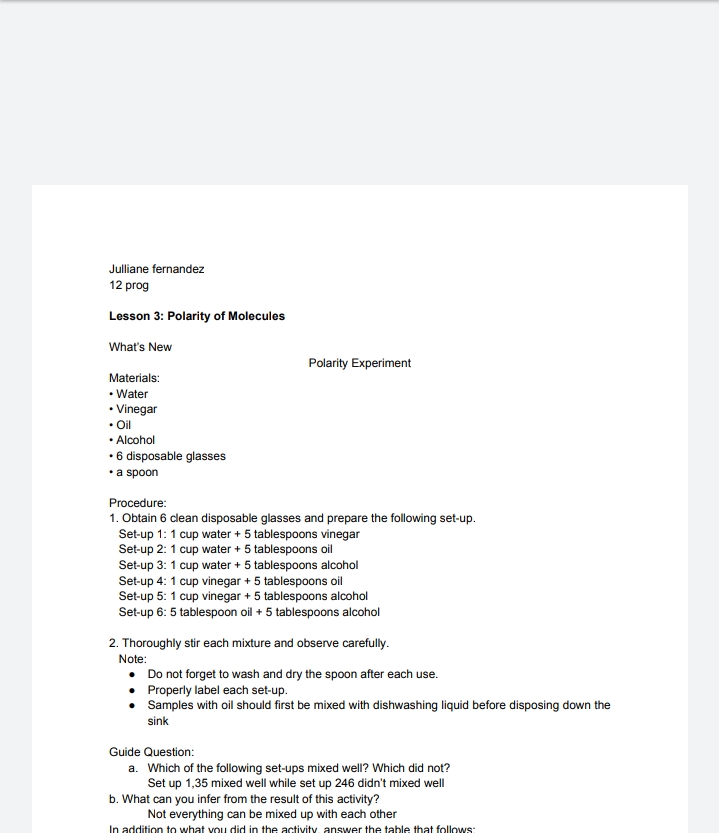 Julliane fernandez
12 prog
Lesson 3: Polarity of Molecules
What's New
Polarity Experiment
Materials:
• Water
• Vinegar
• Oil
• Alcohol
• 6 disposable glasses
• a spoon
Procedure:
1. Obtain 6 clean disposable glasses and prepare the following set-up.
Set-up 1: 1 cup water + 5 tablespoons vinegar
Set-up 2: 1 cup water + 5 tablespoons oil
Set-up 3: 1 cup water + 5 tablespoons alcohol
Set-up 4: 1 cup vinegar + 5 tablespoons oil
Set-up 5: 1 cup vinegar + 5 tablespoons alcohol
Set-up 6: 5 tablespoon oil + 5 tablespoons alcohol
2. Thoroughly stir each mixture and observe carefully.
Note:
● Do not forget to wash and dry the spoon after each use.
● Properly label each set-up.
● Samples with oil should first be mixed with dishwashing liquid before disposing down the
sink
Guide Question:
a. Which of the following set-ups mixed well? Which did not?
Set up 1,35 mixed well while set up 246 didn't mixed well
b. What can you infer from the result of this activity?
Not everything can be mixed up with each other
In addition to what you did in the activity, answer the table that follows: